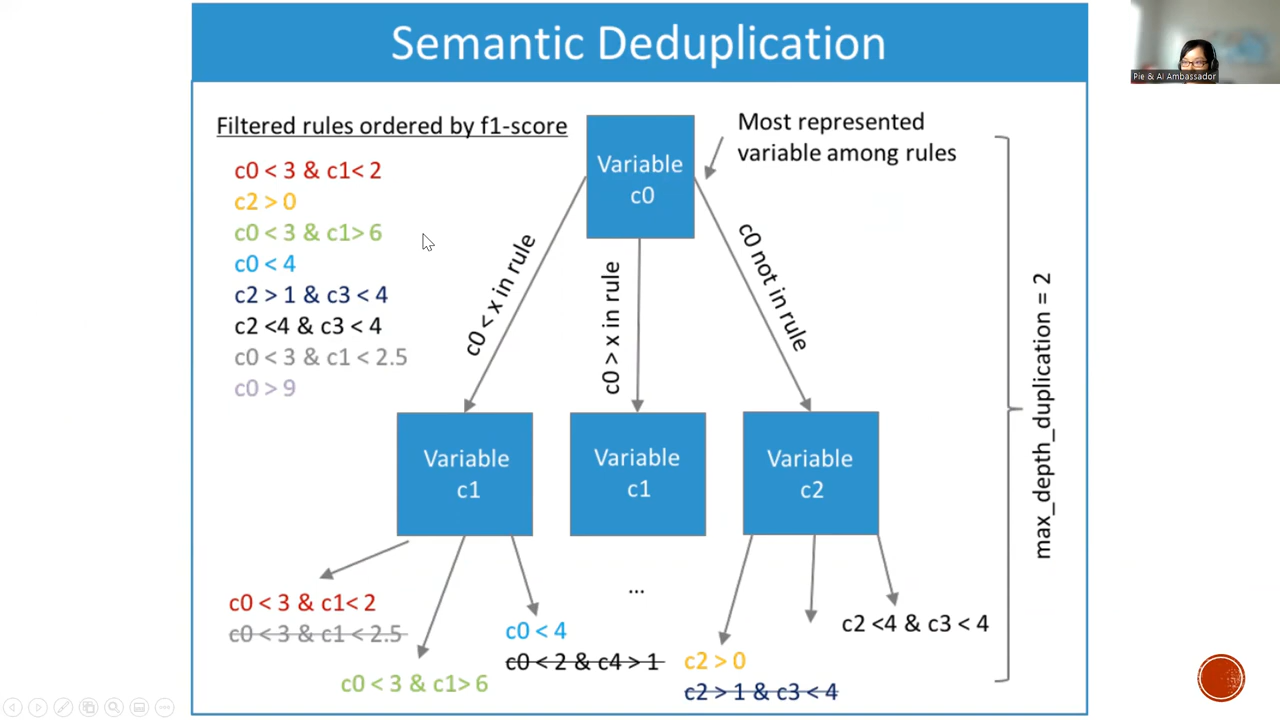 Semantic Deduplication
Pie & AI Ambassador
Filtered rules ordered by f1-score
c0 < 3 & c1< 2
c2 > 0
c0 < 3 & c1> 6
c0 < 4
c2 > 1 & c3 < 4
c2 <4 & c3 < 4
c0 < 3 & c1 < 2.5
c0 > 9
Variable
c0
Most represented
variable among rules
c0 < x in rule
c0 > x in rule
c0 not in rule
max_depth_duplication = 2
Variable
c1
Variable
c1
Variable
c2
c0 < 3 & c1< 2
c0 < 3 & c1 < 2.5
c0 < 3 & c1> 6
c0 < 4
c0 < 2 & c4 > 1
...
c2 > 0
c2 > 1 & c3 < 4
c2 <4 & c3 < 4